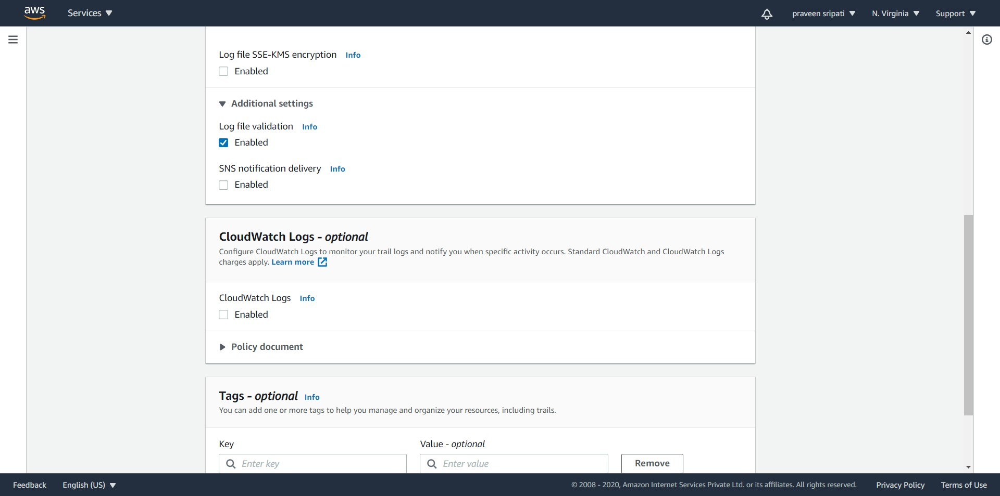 aws
Services
praveen sripati
N. Virginia
Support
Log file SSE-KMS encryption Info
Enabled
Additional settings
Log file validation Info
Enabled
SNS notification delivery Info
Enabled
CloudWatch Logs - optional
Configure CloudWatch Logs to monitor your trail logs and notify you when specific activity occurs. Standard CloudWatch and CloudWatch Logs
charges apply. Learn more
CloudWatch Logs Info
Enabled
Policy document
Tags - optional Info
You can add one or more tags to help you manage and organize your resources, including trails.
Key
Value - optional
Enter key
Enter value
Remove
Feedback
English (US)
© 2008 - 2020, Amazon Internet Services Private Ltd. or its affiliates. All rights reserved.
Privacy Policy
Terms of Use